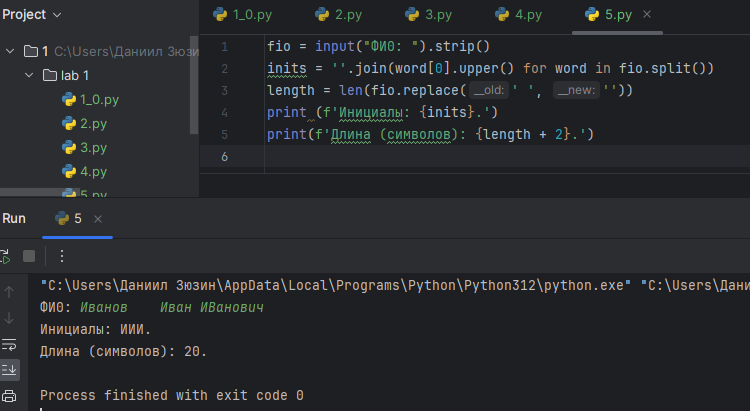 Project 1_0.py 2.py 3.py 4.py 5.py
1 C:\Users\Даниил Зюзин
lab 1
1_0.py
2.py
3.py
4.py
5.py
1 fio = input("ФИО: ").strip()
2 inits = ''.join(word[0].upper() for word in fio.split())
3 length = len(fio.replace( __old: ' ', __new: ''))
4 print (f'Инициалы: {inits}.')
5 print(f'Длина (символов): {length + 2}.')
6
Run 5
"C:\Users\Даниил Зюзин\AppData\Local\Programs\Python\Python312\python.exe" "C:\Users\Дани
ФИО: Иванов    Иван ИВанович
Инициалы: ИИИ.
Длина (символов): 20.
Process finished with exit code 0